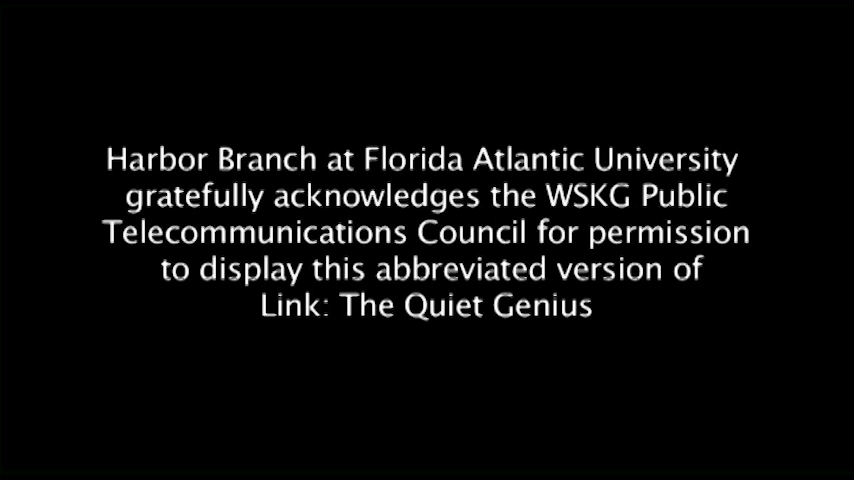 Harbor Branch at Florida Atlantic University
gratefully acknowledges the WSKG Public
Telecommunications Council for permission
to display this abbreviated version of
Link: The Quiet Genius